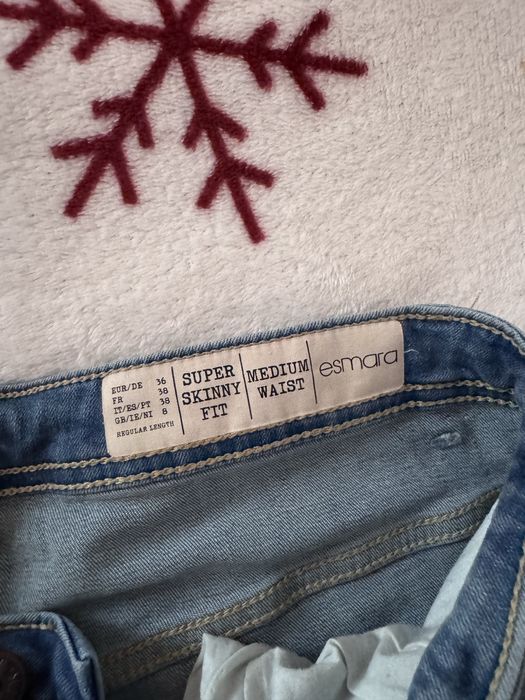 EUR/DE 36
FR 38
IT/ES/PT 38
GB/IE/NI 8
REGULAR LENGTH
SUPER
SKINNY
FIT
MEDIUM
WAIST
esmara